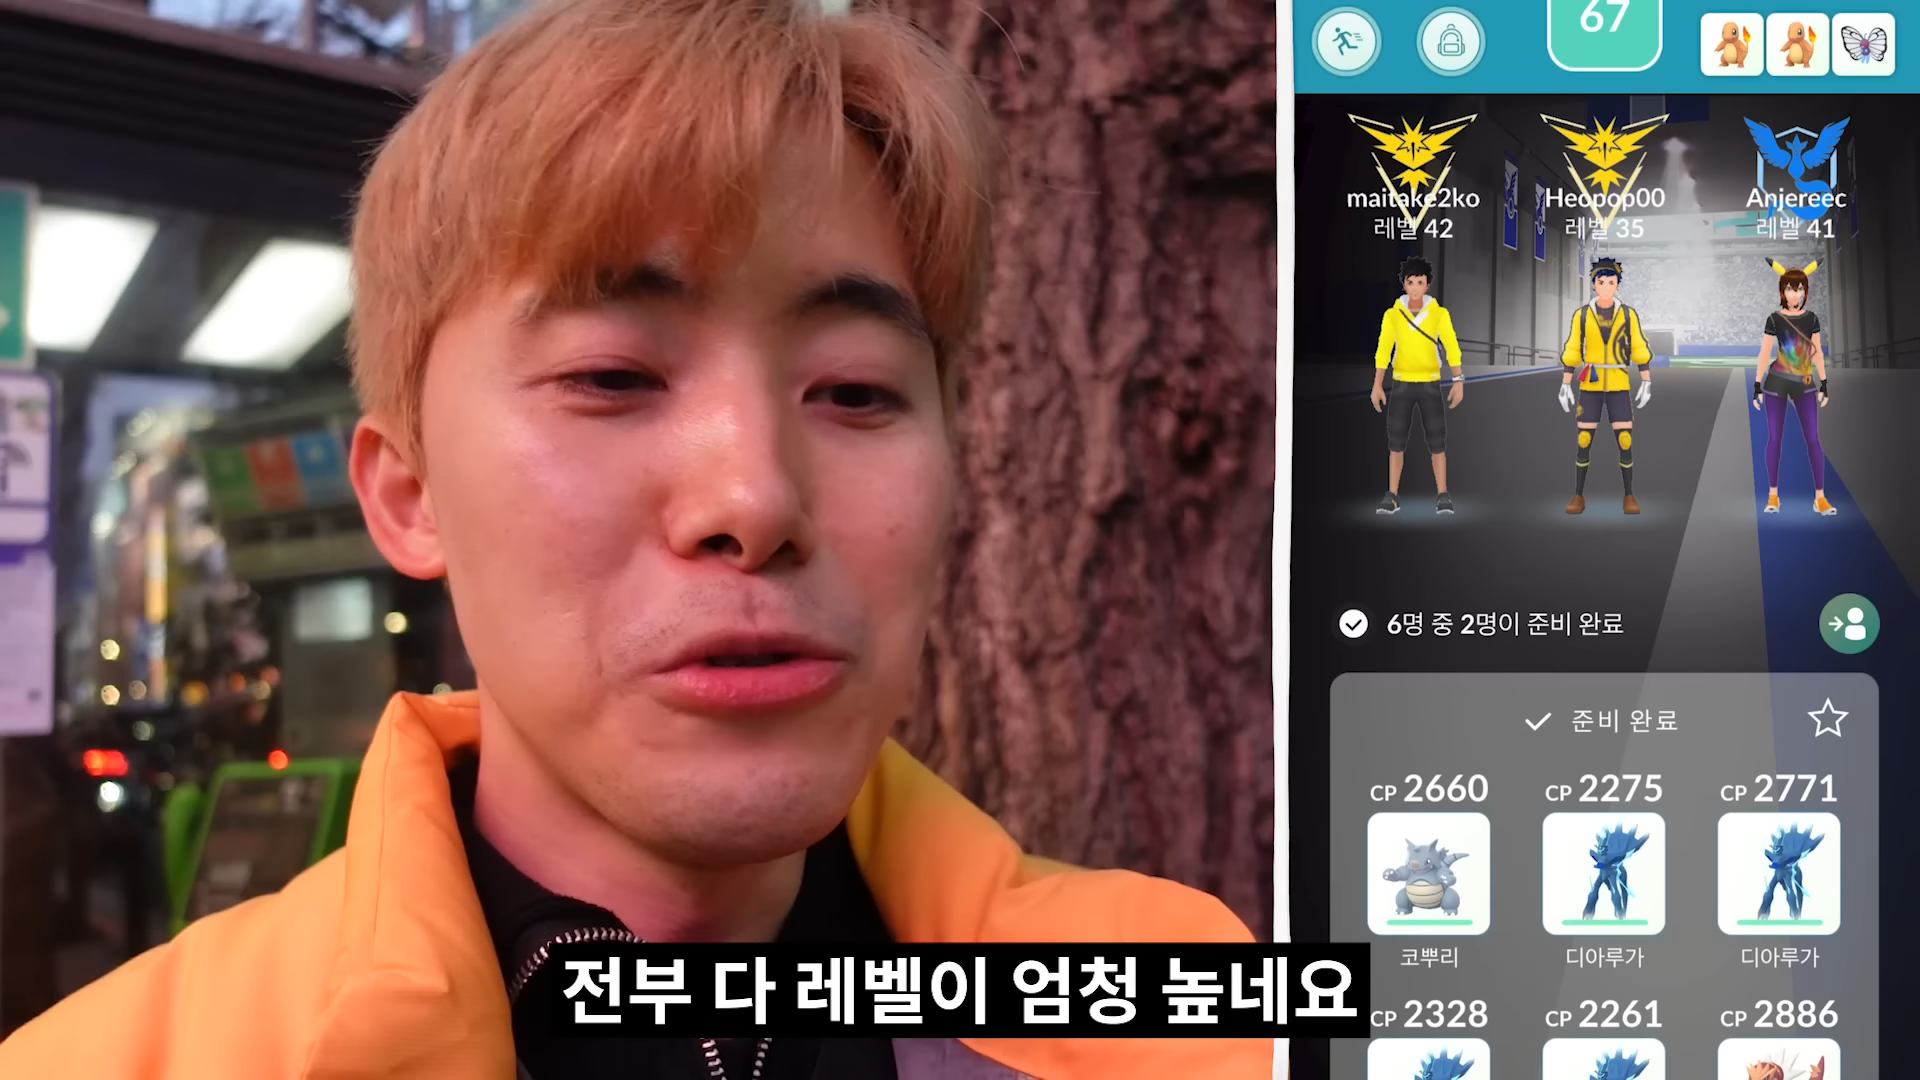 67
maitake2ko
레벨 42
Heopop00
레벨 35
Anjereec
레벨 41
6명 중 2명이 준비 완료
준비 완료
CP 2660
CP 2275
CP 2771
코뿌리
디아루가
디아루가
CP 2328
CP 2261
CP 2886
전부 다 레벨이 엄청 높네요